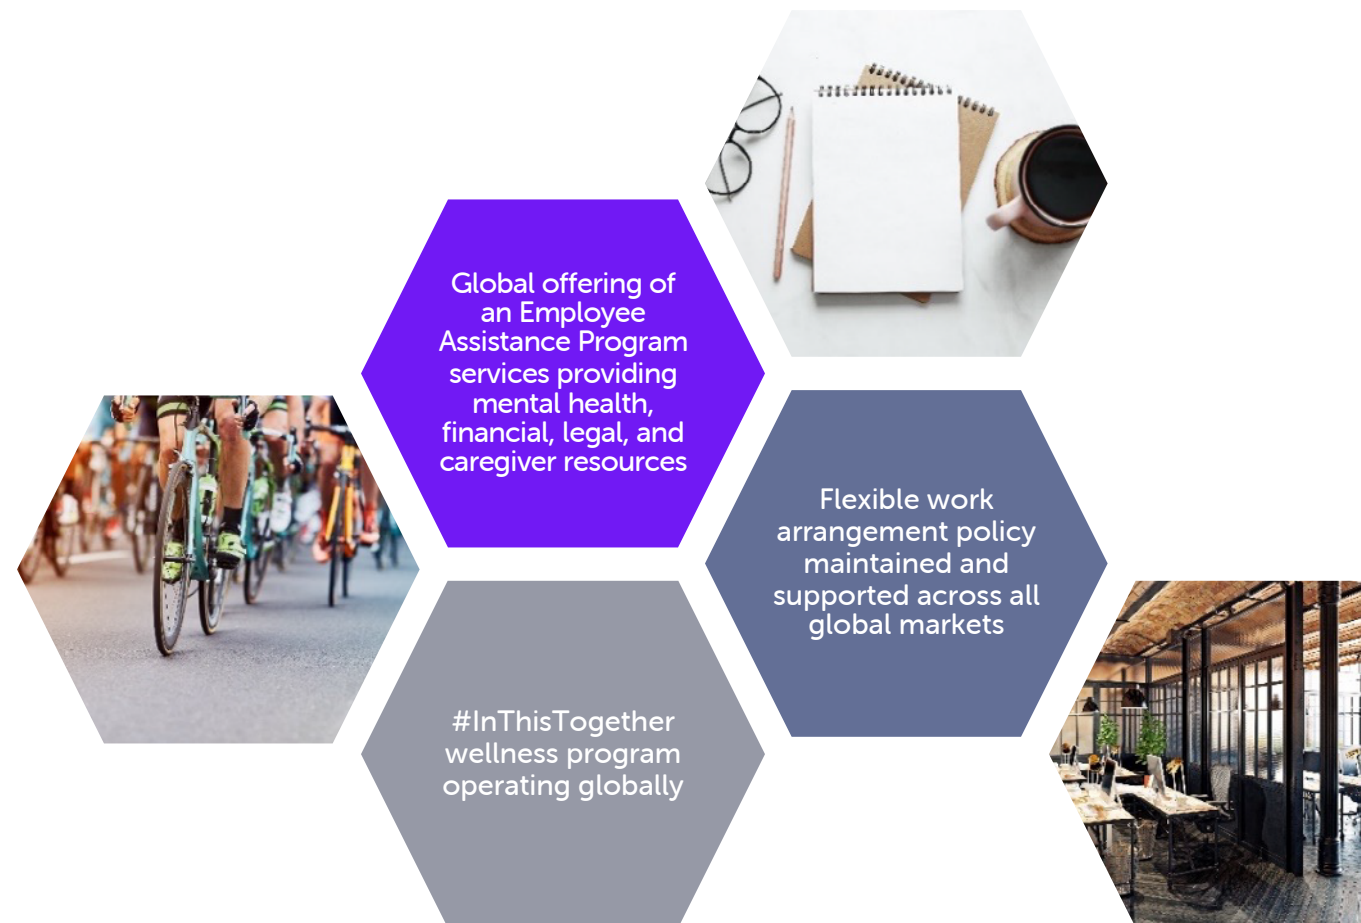 Global offering of
an Employee
Assistance Program
services providing
mental health,
financial, legal, and
caregiver resources
Flexible work
arrangement policy
maintained and
supported across all
global markets
#InThisTogether
wellness program
operating globally